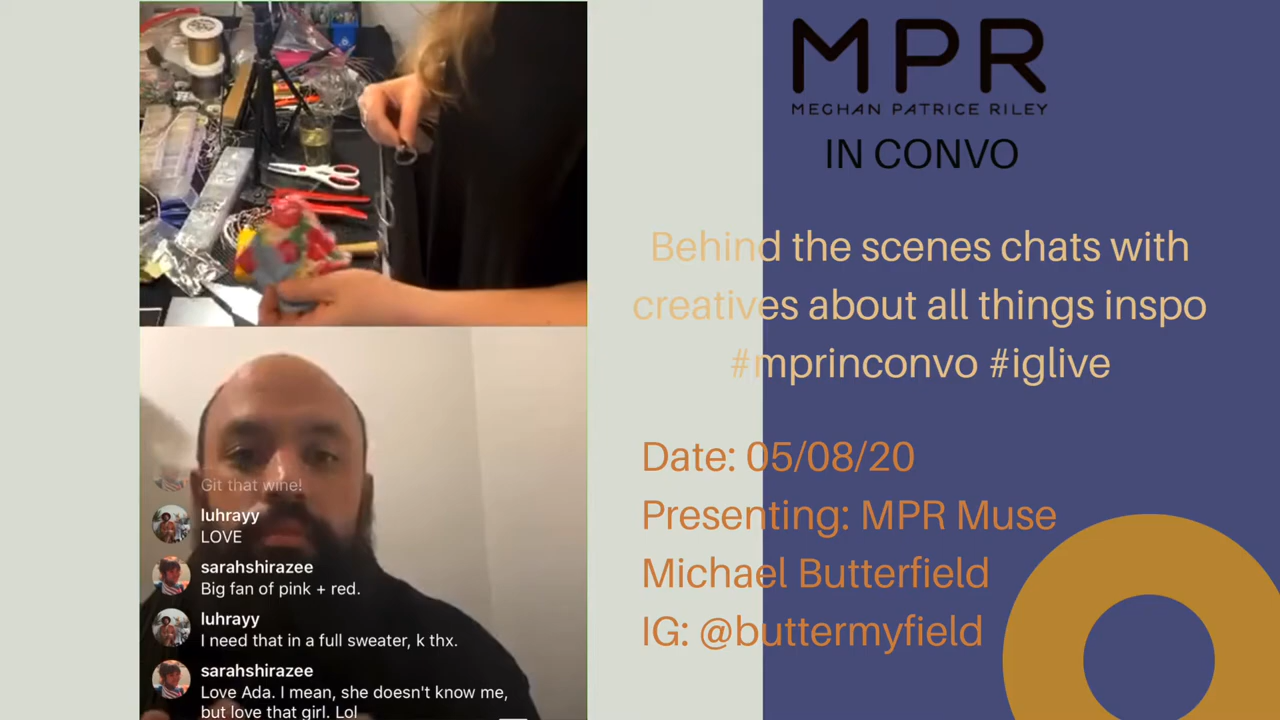 MPR
MEGHAN PATRICE RILEY
IN CONVO
Behind the scenes chats with
creatives about all things inspo
#mprinconvo #iglive
Date: 05/08/20
Presenting: MPR Muse
Michael Butterfield
IG: @buttermyfield
Git that wine!
luhrayy
LOVE
sarahshirazee
Big fan of pink + red.
luhrayy
I need that in a full sweater, k thx.
sarahshirazee
Love Ada. I mean, she doesn't know me,
but love that girl. Lol